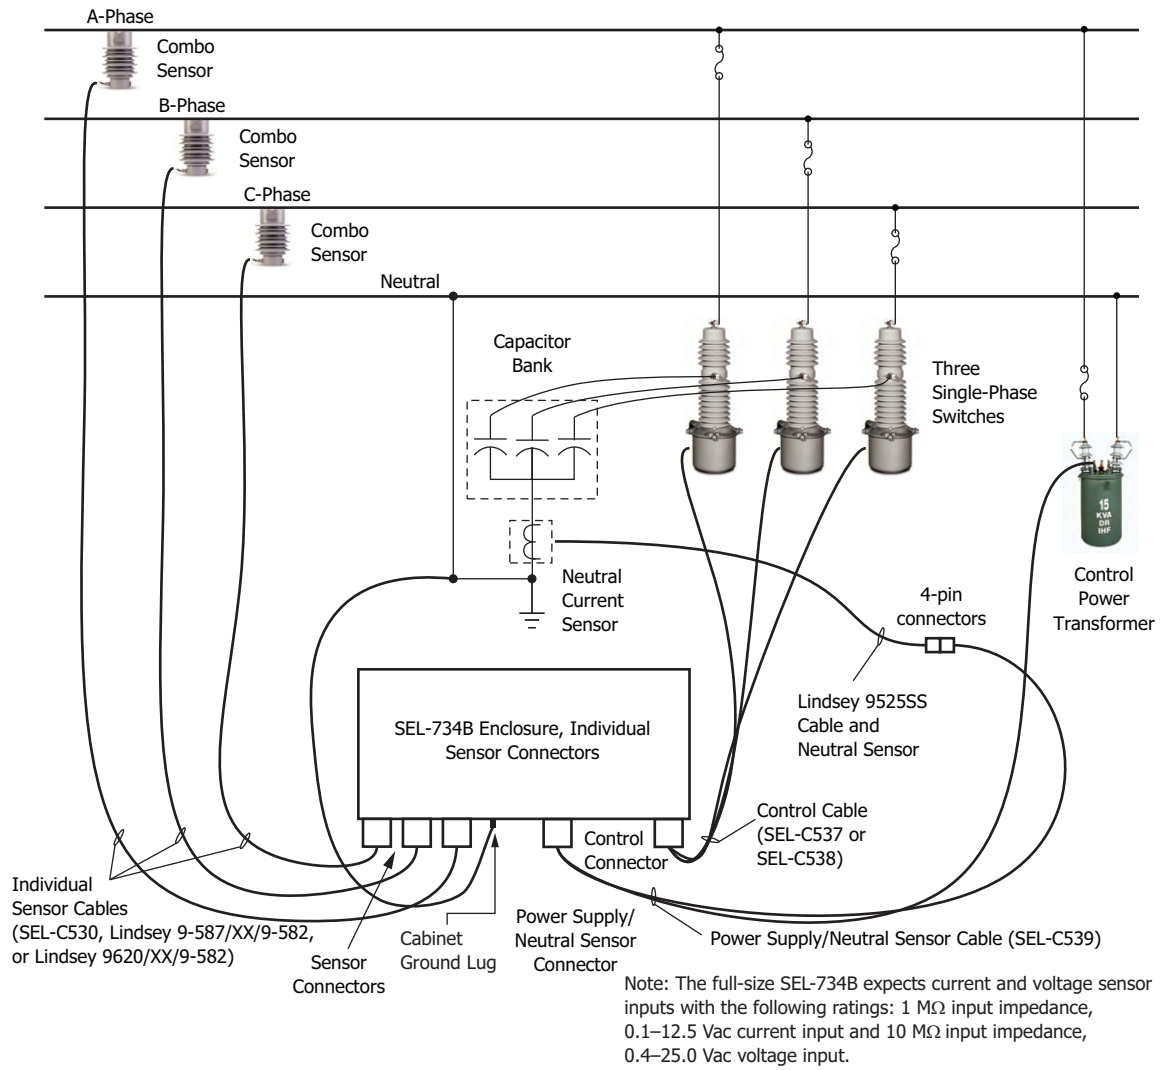 A-Phase
Combo
Sensor
B-Phase
Combo
Sensor
C-Phase
Combo
Sensor
Neutral
Capacitor
Bank
Three
Single-Phase
Switches
15
KVA
DR
IHF
Neutral
Current
Sensor
4-pin
connectors
Control
Power
Transformer
Lindsey 9525SS
Cable and
Neutral Sensor
SEL-734B Enclosure, Individual
Sensor Connectors
Control
Connector
Control Cable
(SEL-C537 or
SEL-C538)
Individual
Sensor Cables
(SEL-C530, Lindsey 9-587/XX/9-582,
or Lindsey 9620/XX/9-582)
Sensor
Connectors
Cabinet
Ground Lug
Power Supply/
Neutral Sensor
Connector
Power Supply/Neutral Sensor Cable (SEL-C539)
Note: The full-size SEL-734B expects current and voltage sensor
inputs with the following ratings: 1 MΩ input impedance,
0.1–12.5 Vac current input and 10 MΩ input impedance,
0.4–25.0 Vac voltage input.